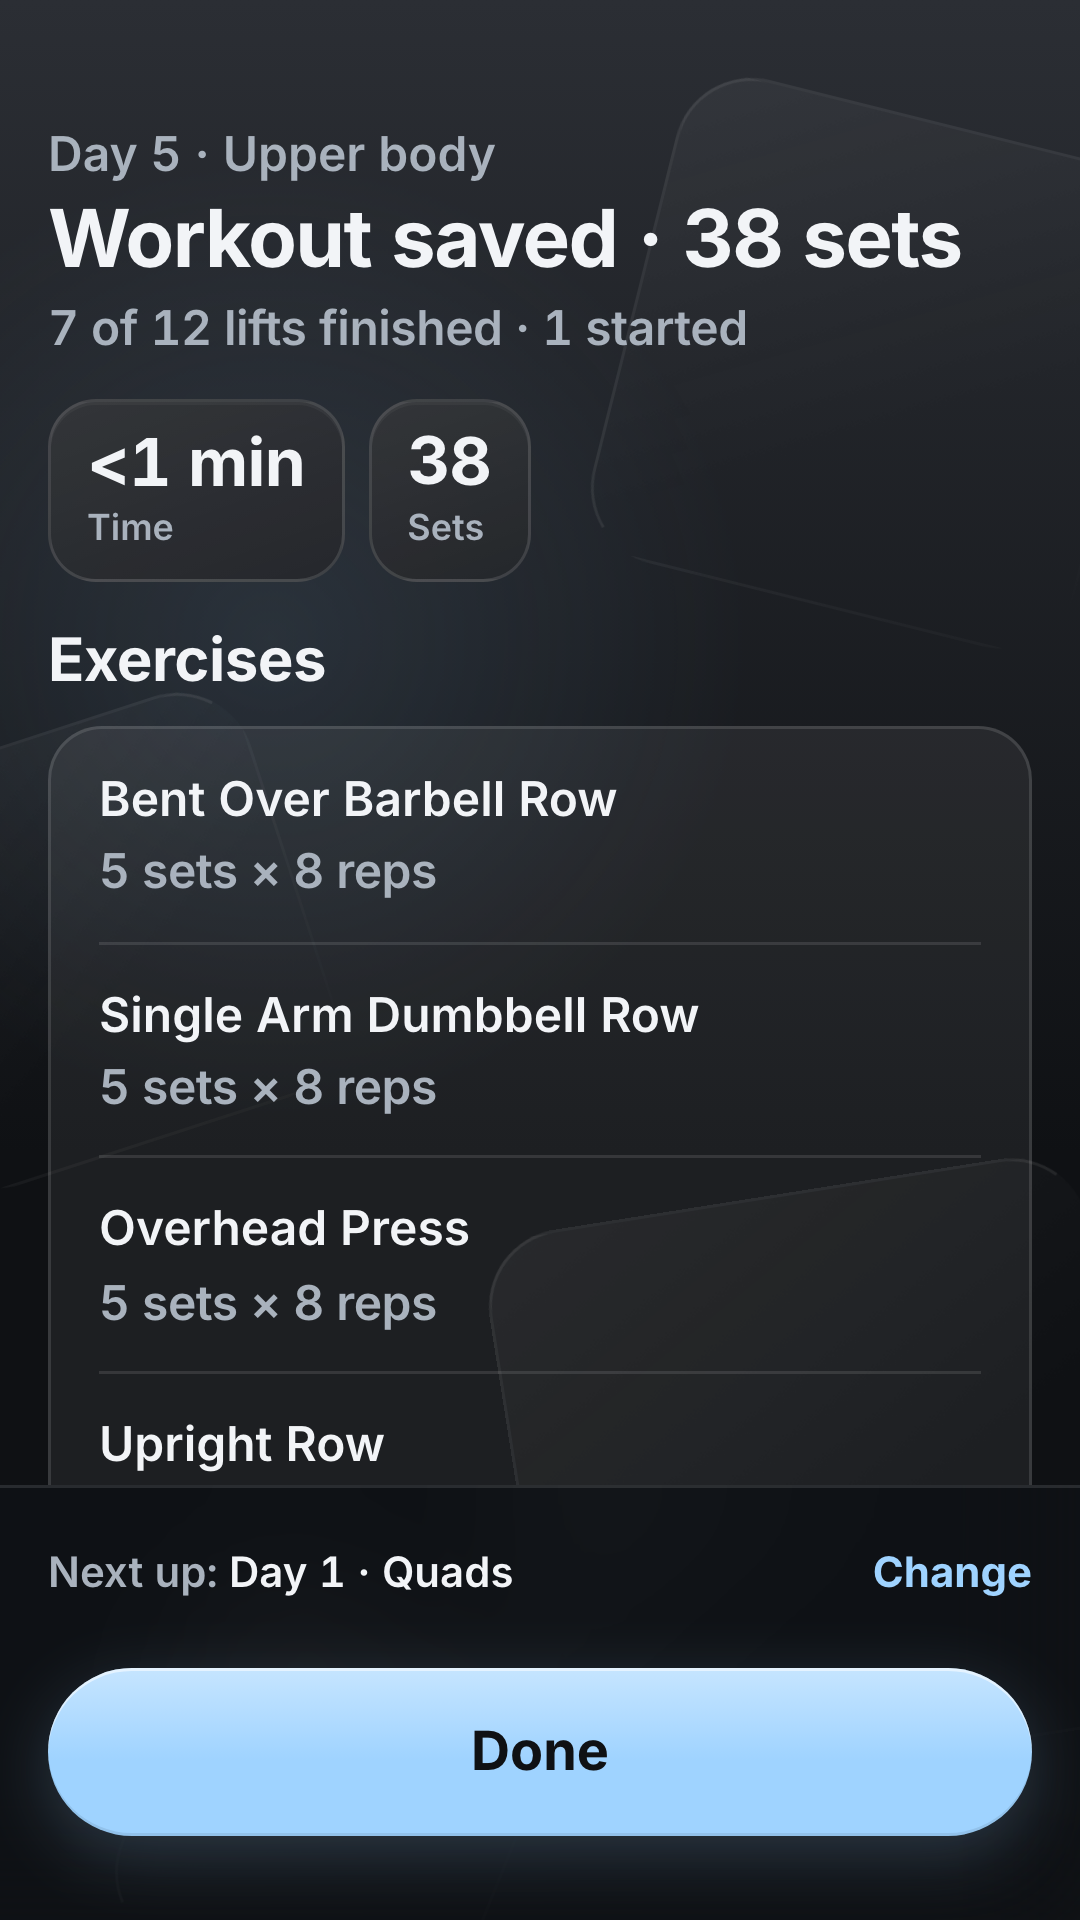 Day 5 · Upper body
Workout saved · 38 sets
7 of 12 lifts finished · 1 started
<1 min
Time
38
Sets
Exercises
Bent Over Barbell Row
5 sets × 8 reps
Single Arm Dumbbell Row
5 sets × 8 reps
Overhead Press
5 sets × 8 reps
Upright Row
Next up: Day 1 · Quads
Change
Done